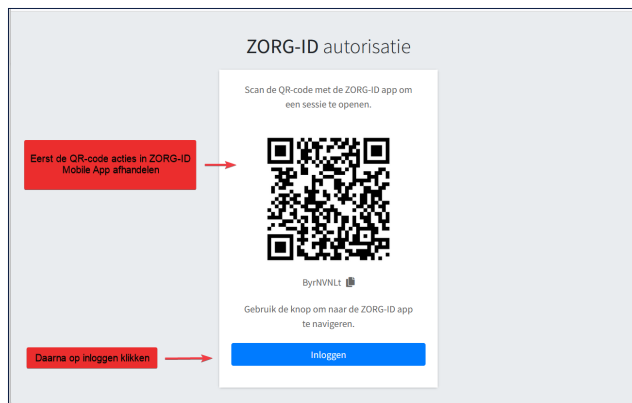 ZORG-ID autorisatie
Scan de QR-code met de ZORG-ID app om
een sessie te openen.
Eerst de QR-code acties in ZORG-ID
Mobile App afhandelen
ByrNVNLt
Gebruik de knop om naar de ZORG-ID app
te navigeren.
Daarna op inloggen klikken
Inloggen